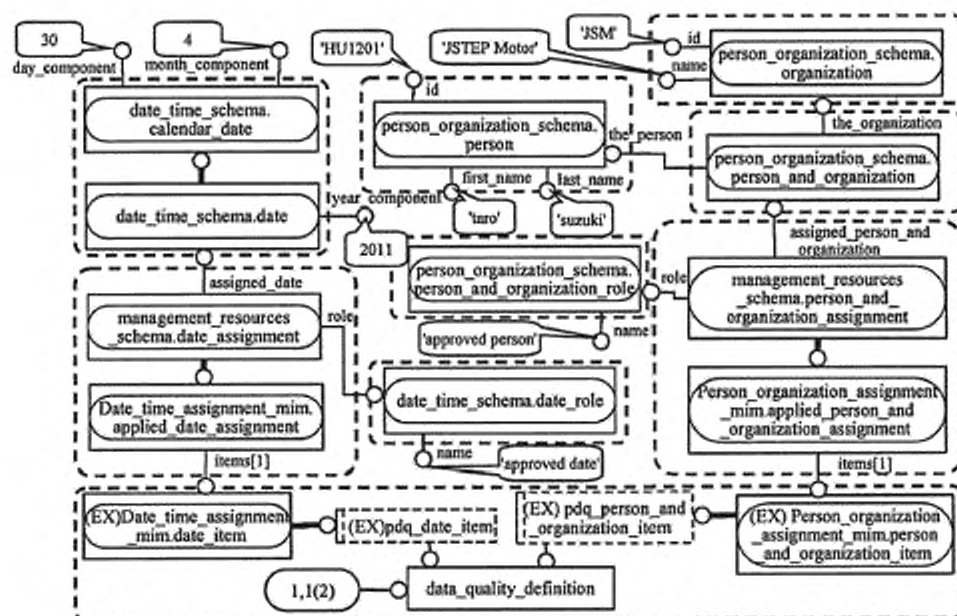 30
4
'HU1201'
'JSTEP Motor'
'JSM'
id
name
person_organization_schema.
organization
day_component
month_component
id
date_time_schema.
calendar_date
person_organization_schema.
person
the_person
the_organization
person_organization_schema.
person_and_organization
first_name
last_name
date_time_schema.date
year_component
'taro'
'suzuki'
2011
assigned_person_and
organization
assigned_date
person_organization_schema.
person_and_organization_role
role
management_resources
_schema.person_and_
organization_assignment
management_resources
_schema.date_assignment
role
'approved person'
name
Date_time_assignment_mim.
applied_date_assignment
date_time_schema.date_role
Person_organization_assignment
_mim.applied_person_and
_organization_assignment
name
'approved date'
items[1]
items[1]
(EX)Date_time_assignment
_mim.date_item
(EX)pdq_date_item
(EX) pdq_person_and
_organization_item
(EX) Person_organization
_assignment_mim.person
_and_organization_item
1,1(2)
data_quality_definition